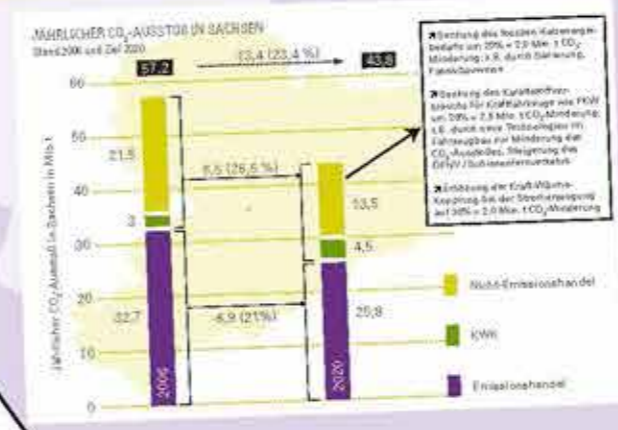 JÄHRLICHER CO₂-AUSSTOß IN SACHSEN
Stand 2006 und Ziel 2020
57,2
13,4 (23,4 %)
43,8
Jährlicher CO₂-Ausstoß in Sachsen in Mio. t
60
50
40
30
20
10
0
21,5
3
32,7
2006
6,5 (26,5 %)
6,9 (21%)
13,5
4,5
25,8
2020
Nicht-Emissionshandel
KWK
Emissionshandel
Senkung des fossilen
um 20% = 2,0 Mio. t CO₂
Minderung; z.B. durch Sanierung,
Passivbauweise
Senkung des Kraftstoffver-
brauchs für Kraftfahrzeuge wie PKW
um 20% = 2,5 Mio. t CO₂-Minderung;
z.B. durch neue Technologien im
Fahrzeugbau zur Minderung des
CO₂-Ausstoßes, Steigerung des
ÖPNV /
Erhöhung der Kraft-Wärme-
Kopplung bei der Stromerzeugung
auf 30% = 2,0 Mio. t CO₂-Minderung